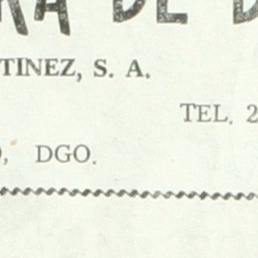 RA DE D
TINEZ, S. A.
TEL. 2
O, DGO.